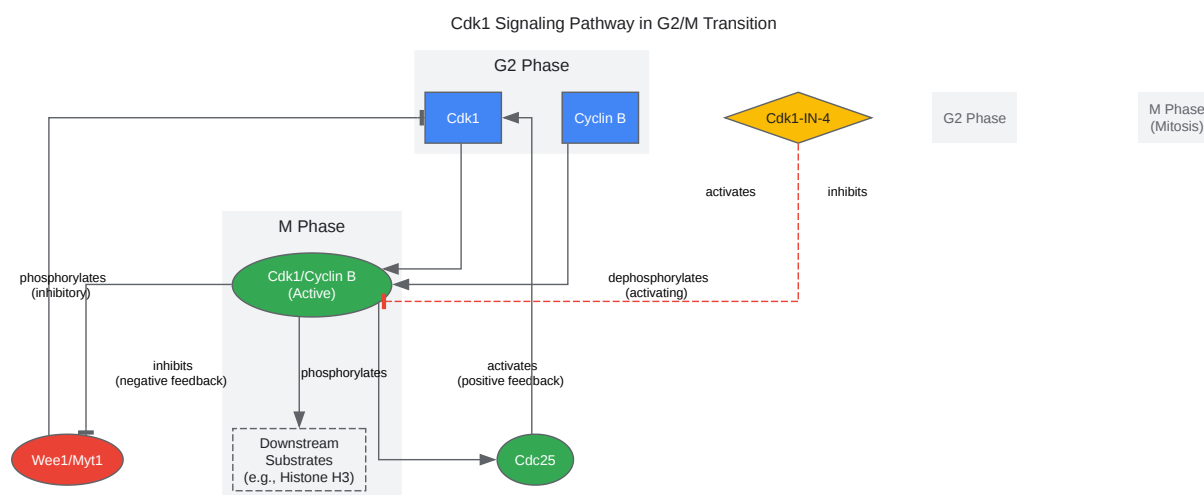 Cdk1 Signaling Pathway in G2/M Transition
G2 Phase
Cdk1
Cyclin B
Cdk1-IN-4
G2 Phase
M Phase
(Mitosis)
activates
inhibits
M Phase
Cdk1/Cyclin B
(Active)
phosphorylates
(inhibitory)
dephosphorylates
(activating)
inhibits
(negative feedback)
phosphorylates
activates
(positive feedback)
Wee1/Myt1
Downstream
Substrates
(e.g., Histone H3)
Cdc25